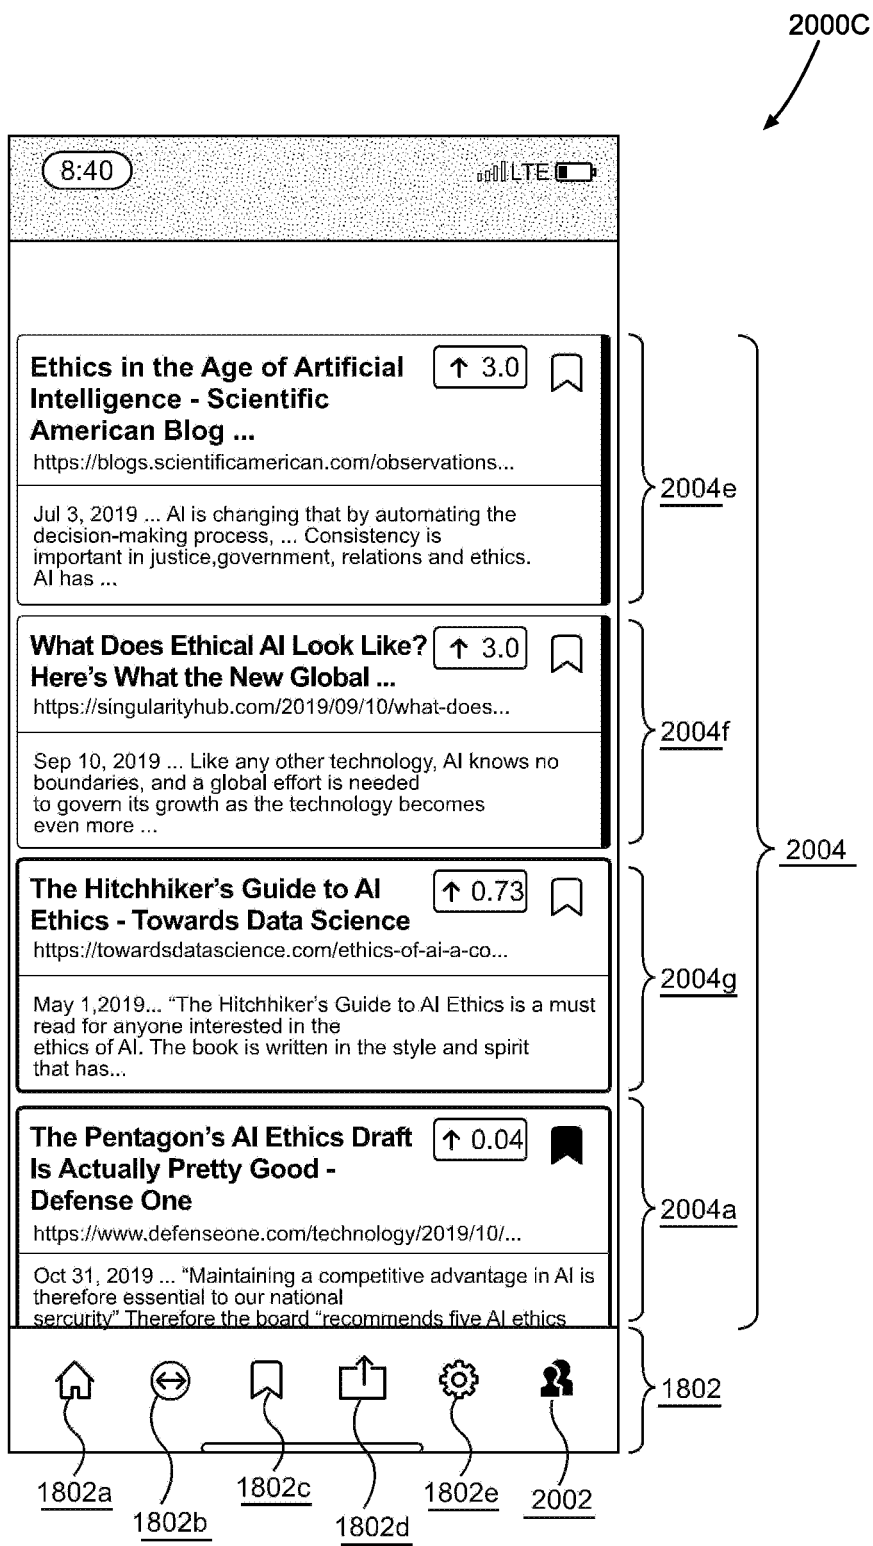 2000C
8:40
LTE
Ethics in the Age of Artificial
Intelligence - Scientific
American Blog ...
↑ 3.0
https://blogs.scientificamerican.com/observations...
Jul 3, 2019 ... AI is changing that by automating the
decision-making process, ... Consistency is
important in justice,government, relations and ethics.
AI has ...
2004e
What Does Ethical AI Look Like?
Here's What the New Global ...
↑ 3.0
https://singularityhub.com/2019/09/10/what-does...
Sep 10, 2019 ... Like any other technology, AI knows no
boundaries, and a global effort is needed
to govern its growth as the technology becomes
even more ...
2004f
2004
The Hitchhiker's Guide to AI
Ethics - Towards Data Science
↑ 0.73
https://towardsdatascience.com/ethics-of-ai-a-co...
May 1,2019... “The Hitchhiker's Guide to AI Ethics is a must
read for anyone interested in the
ethics of AI. The book is written in the style and spirit
that has...
2004g
The Pentagon's AI Ethics Draft
Is Actually Pretty Good -
Defense One
↑ 0.04
https://www.defenseone.com/technology/2019/10/...
Oct 31, 2019 ... “Maintaining a competitive advantage in AI is
therefore essential to our national
sercurity” Therefore the board “recommends five AI ethics
2004a
1802
1802a
1802b
1802c
1802d
1802e
2002